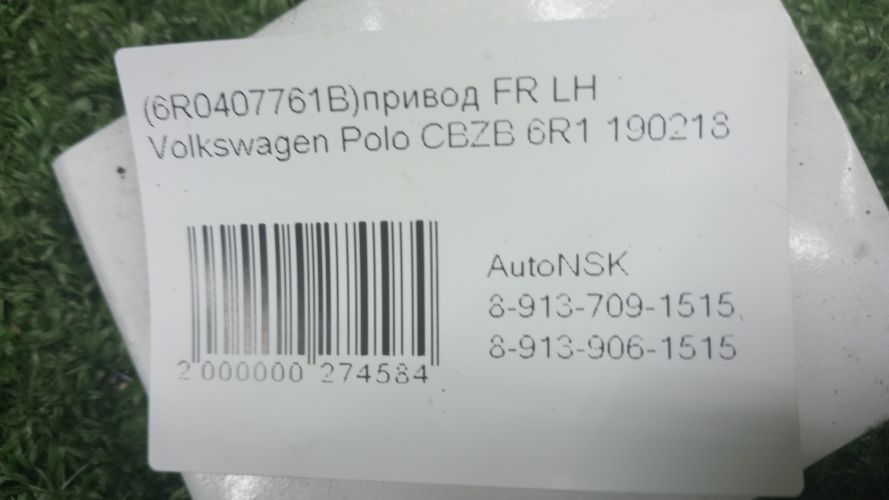 (6R0407761B)привод FR LH
Volkswagen Polo CBZB 6R1 190218
AutoNSK
8-913-709-1515,
8-913-906-1515
2 000000 274584